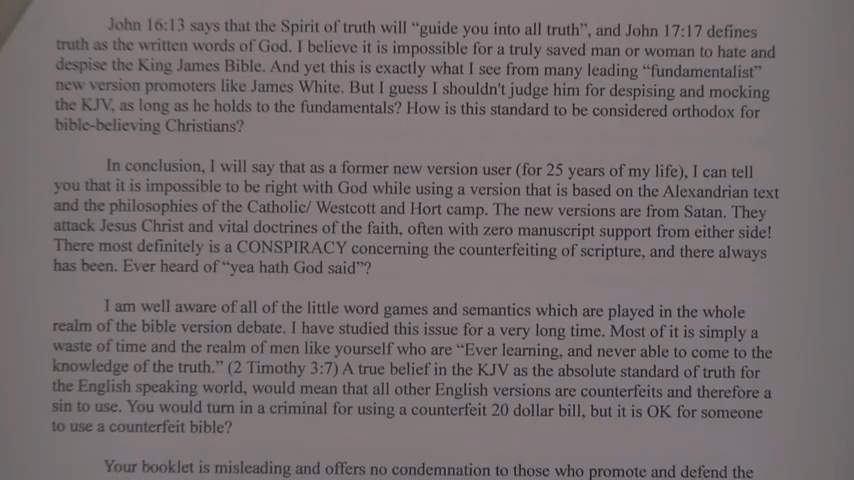 John 16:13 says that the Spirit of truth will “guide you into all truth”, and John 17:17 defines
truth as the written words of God. I believe it is impossible for a truly saved man or woman to hate and
despise the King James Bible. And yet this is exactly what I see from many leading “fundamentalist”
new version promoters like James White. But I guess I shouldn't judge him for despising and mocking
the KJV, as long as he holds to the fundamentals? How is this standard to be considered orthodox for
bible-believing Christians?
In conclusion, I will say that as a former new version user (for 25 years of my life), I can tell
you that it is impossible to be right with God while using a version that is based on the Alexandrian text
and the philosophies of the Catholic/ Westcott and Hort camp. The new versions are from Satan. They
attack Jesus Christ and vital doctrines of the faith, often with zero manuscript support from either side!
There most definitely is a CONSPIRACY concerning the counterfeiting of scripture, and there always
has been. Ever heard of “yea hath God said”?
I am well aware of all of the little word games and semantics which are played in the whole
realm of the bible version debate. I have studied this issue for a very long time. Most of it is simply a
waste of time and the realm of men like yourself who are “Ever learning, and never able to come to the
knowledge of the truth.” (2 Timothy 3:7) A true belief in the KJV as the absolute standard of truth for
the English speaking world, would mean that all other English versions are counterfeits and therefore a
sin to use. You would turn in a criminal for using a counterfeit 20 dollar bill, but it is OK for someone
to use a counterfeit bible?
Your booklet is misleading and offers no condemnation to those who promote and defend the